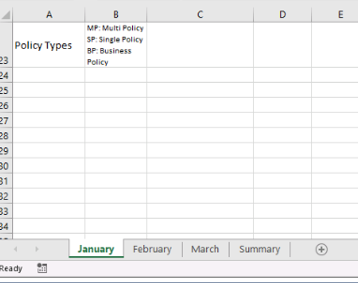 A B C D E
MP: Multi Policy
SP: Single Policy
BP: Business
Policy
Policy Types
23
24
25
26
27
28
29
30
31
32
33
34
January February March Summary
Ready